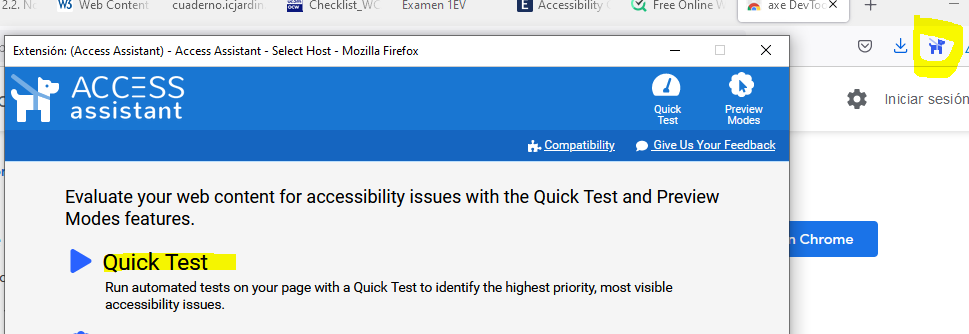 2.2. No
W3 Web Content
cuaderno.icjardin
OCW Checklist_WC
Examen 1EV
E Accessibility
Free Online W
axe DevToo
Extensión: (Access Assistant) - Access Assistant - Select Host - Mozilla Firefox
ACCESS
assistant
Quick
Test
Preview
Modes
Iniciar sesión
Compatibility
Give Us Your Feedback
Evaluate your web content for accessibility issues with the Quick Test and Preview
Modes features.
n Chrome
Quick Test
Run automated tests on your page with a Quick Test to identify the highest priority, most visible
accessibility issues.